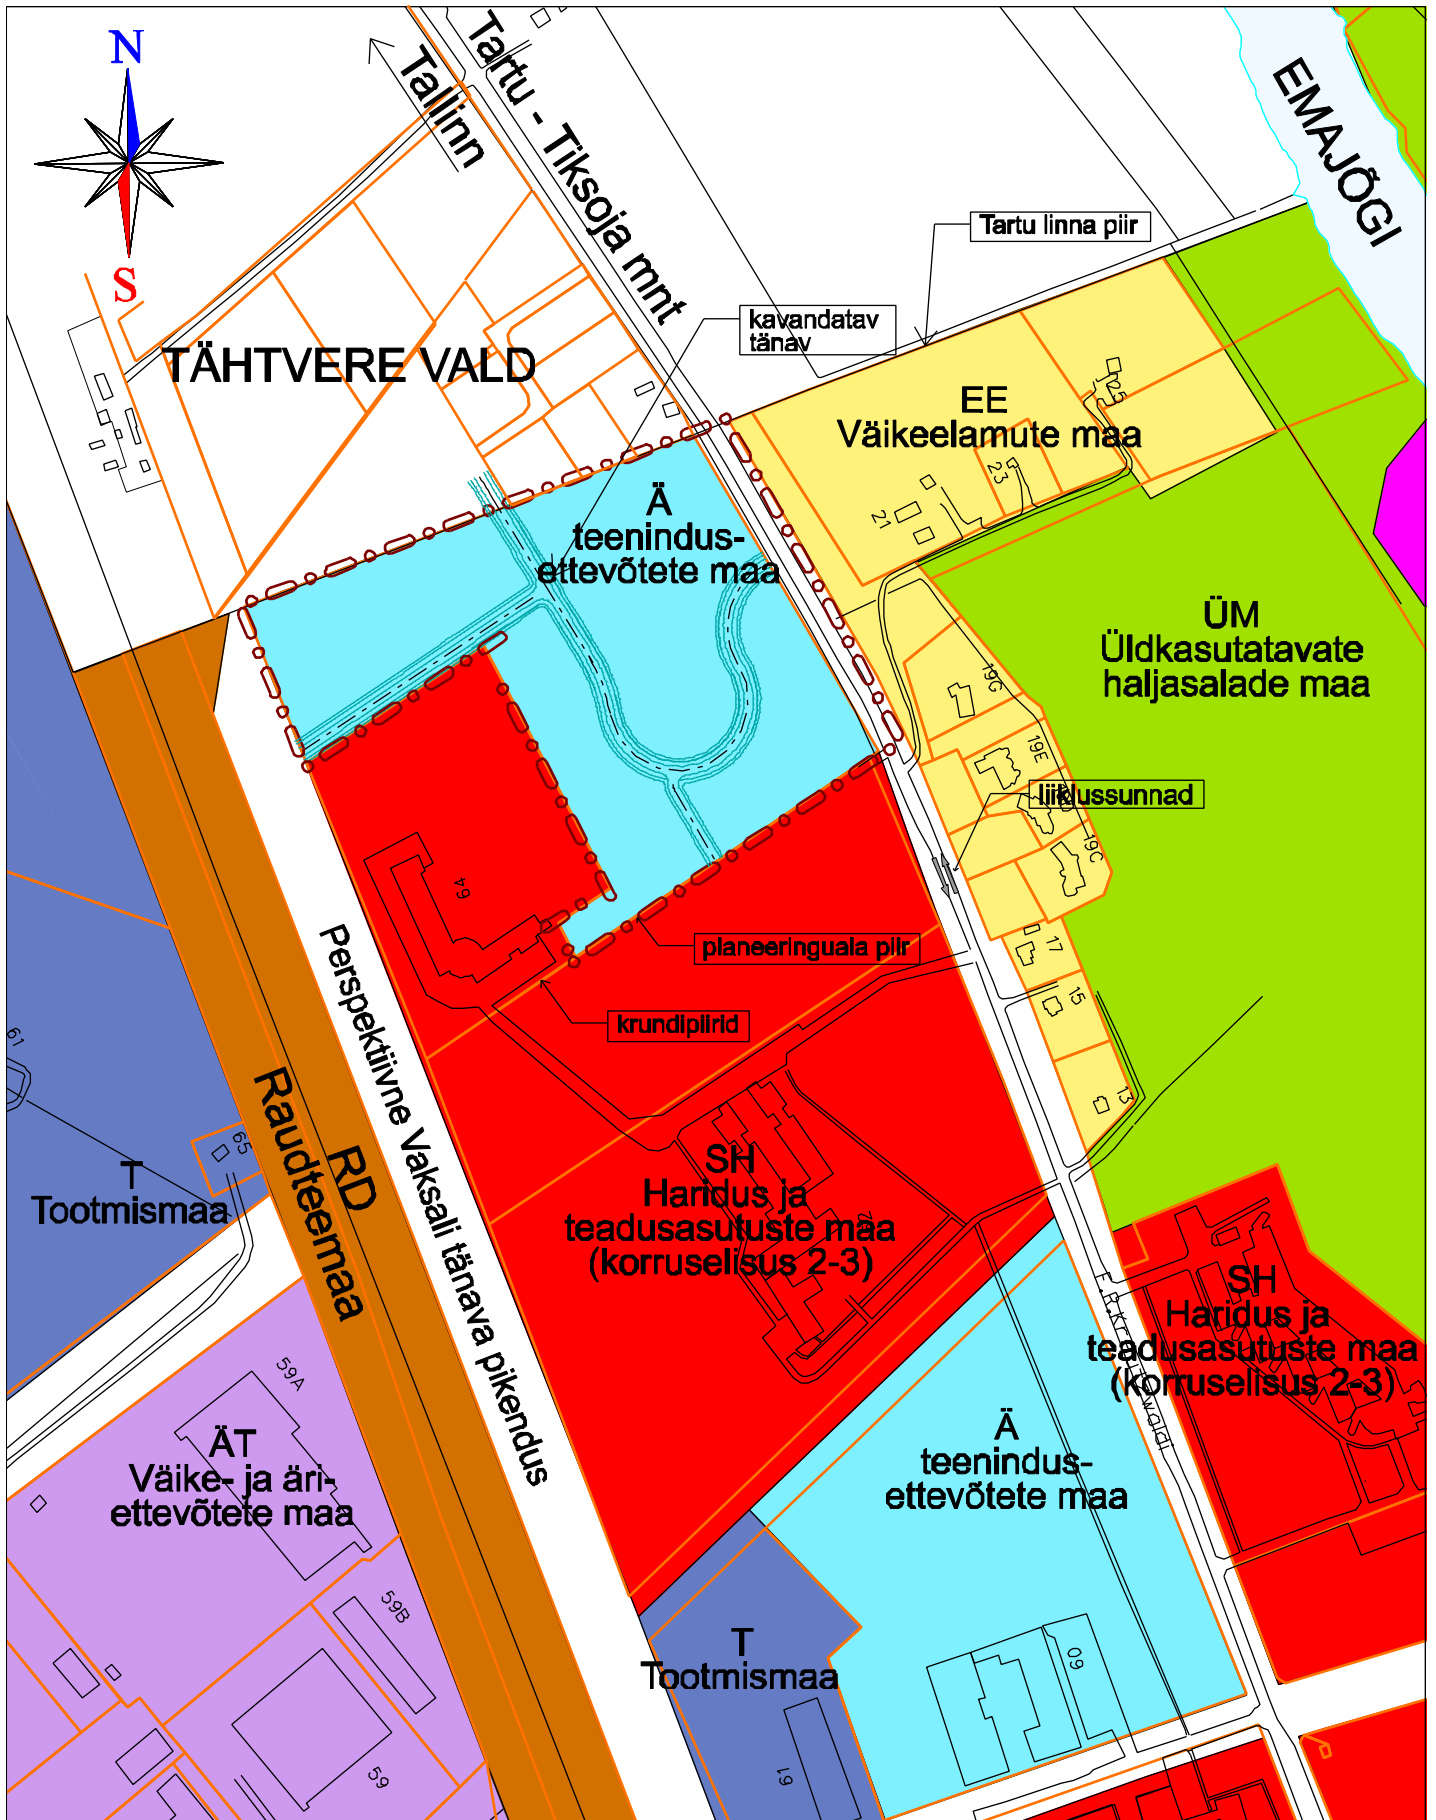 N
S
Tallinn
Tartu - Tiksoja mnt
EMAJÕGI
Tartu linna piir
kavandatav
tänav
TÄHTVERE VALD
EE
Väikeelamute maa
25
23
21
Ä
teenindus-
ettevõtete maa
ÜM
Üldkasutatavate
haljasalade maa
19G
19E
liiklussunnad
19C
64
17
15
13
planeeringuala piir
krundipiirid
Perspektiivne Vaksali tänava pikendus
61
65
T
Tootmismaa
RD
Raudteemaa
SH
Haridus ja
teadusasutuste maa
(korruselisus 2-3)
62
SH
Haridus ja
teadusasutuste maa
(korruselisus 2-3)
59A
ÄT
Väike- ja äri-
ettevõtete maa
59B
59
Ä
teenindus-
ettevõtete maa
T
Tootmismaa
60
61